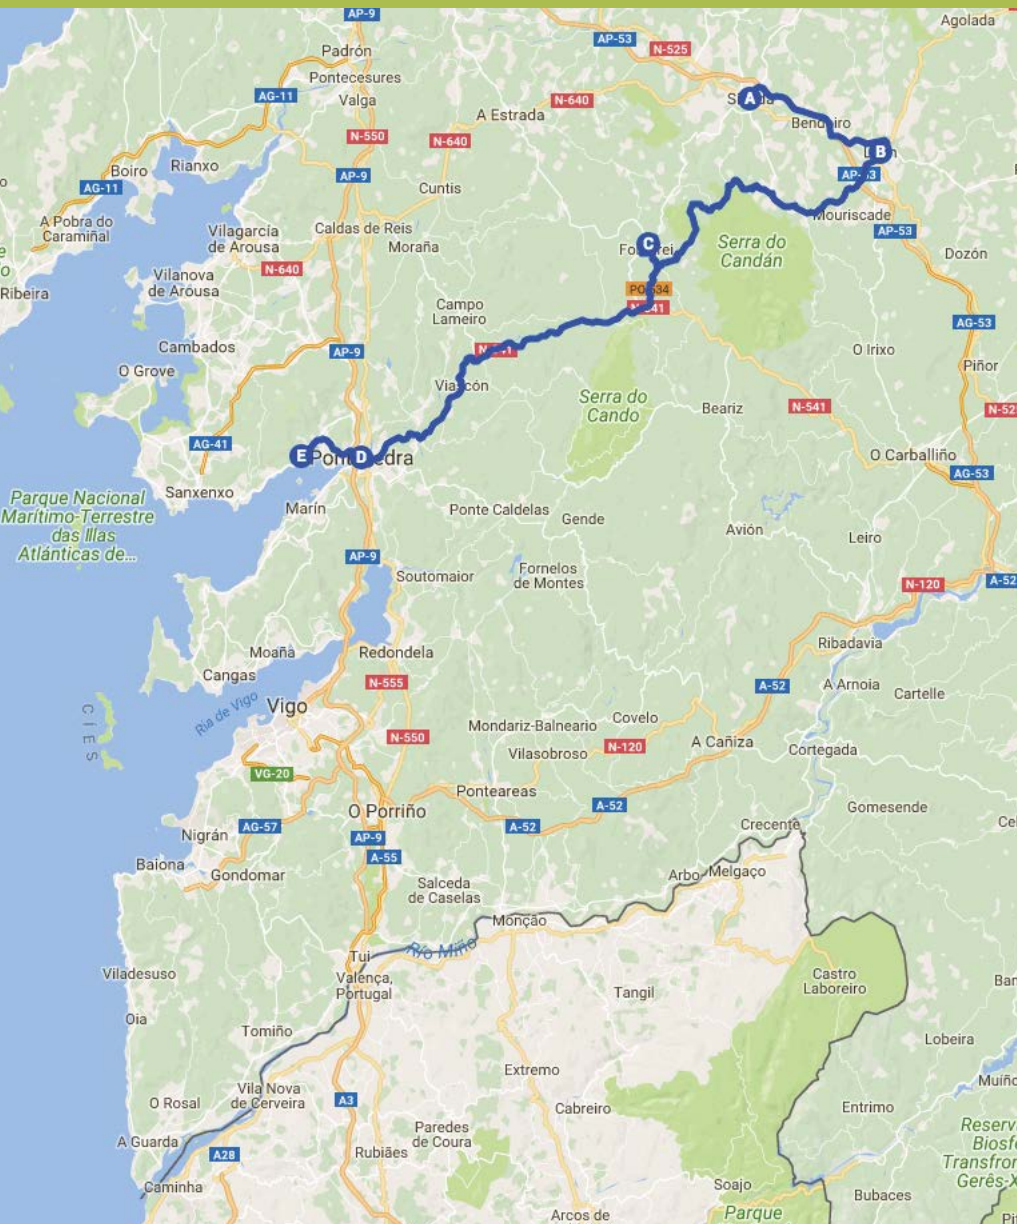 AP-9
Agolada
AP-53
N-525
Padrón
Pontecesures
AG-11
Valga
N-640
A Estrada
A
Bendoiro
N-550
N-640
B
Rianxo
Boiro
AP-9
AP-53
AG-11
Cuntis
Mouriscade
A Pobra do
Caramiñal
Vilagarcía
de Arousa
Caldas de Reis
Moraña
AP-53
C
Serra do
Candán
Dozón
N-640
Vilanova
de Arousa
Ribeira
PO-534
N-541
Campo
Lameiro
AG-53
Cambados
AP-9
N-541
O Irixo
O Grove
Piñor
Viascón
Serra do
Cando
Beariz
N-541
N-52
AG-41
E
D
Pontevedra
O Carballiño
AG-53
Sanxenxo
Marín
Parque Nacional
Marítimo-Terrestre
das Illas
Atlánticas de...
Ponte Caldelas
Gende
Avión
Leiro
AP-9
Soutomaior
Fornelos
de Montes
N-120
A-52
Ribadavia
Moaña
Redondela
Cangas
N-555
A-52
A Arnoia
Cartelle
Ria de Vigo
Vigo
CIES
N-550
Mondariz-Balneario
Covelo
N-120
A Cañiza
Cortegada
Vilasobroso
VG-20
Ponteareas
A-52
O Porriño
Gomesende
AG-57
AP-9
A-52
Crecente
Nigrán
A-55
Baiona
Gondomar
Arbo
Melgaço
Salceda
de Caselas
Monção
Río Miño
Tui
Viladesuso
Valença,
Portugal
Castro
Laboreiro
Tangil
Oia
Tomiño
Lobeira
Extremo
Vila Nova
de Cerveira
A3
O Rosal
Cabreiro
Entrimo
Paredes
de Coura
A Guarda
A28
Rubiães
Caminha
Soajo
Bubaces
Arcos de
Parque